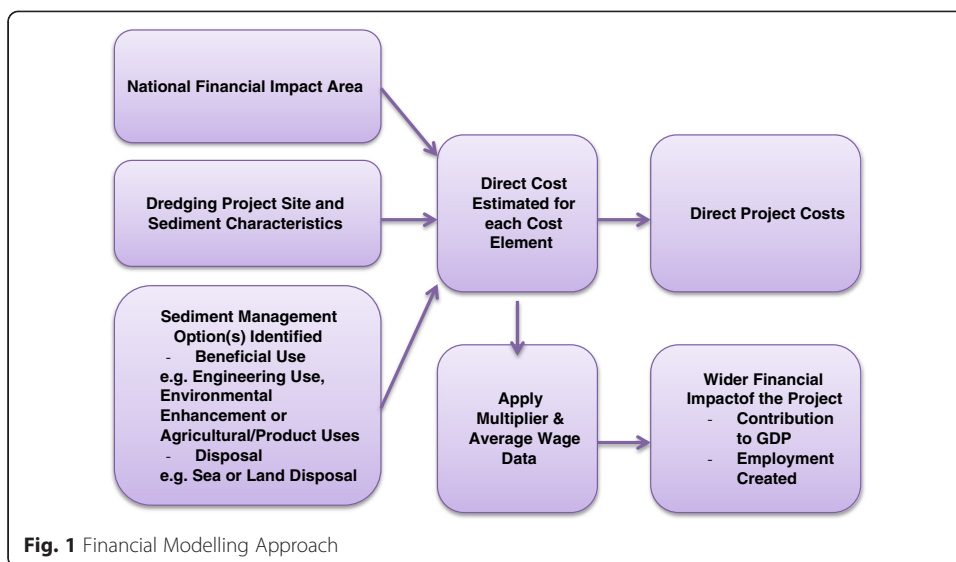 National Financial Impact Area
Dredging Project Site and
Sediment Characteristics
Sediment Management
Option(s) Identified
- Beneficial Use
e.g. Engineering Use,
Environmental
Enhancement or
Agricultural/Product Uses
- Disposal
e.g. Sea or Land Disposal
Direct Cost
Estimated for
each Cost
Element
Direct Project Costs
Apply
Multiplier &
Average Wage
Data
Wider Financial
Impactof the Project
- Contribution
to GDP
- Employment
Created
Fig. 1 Financial Modelling Approach